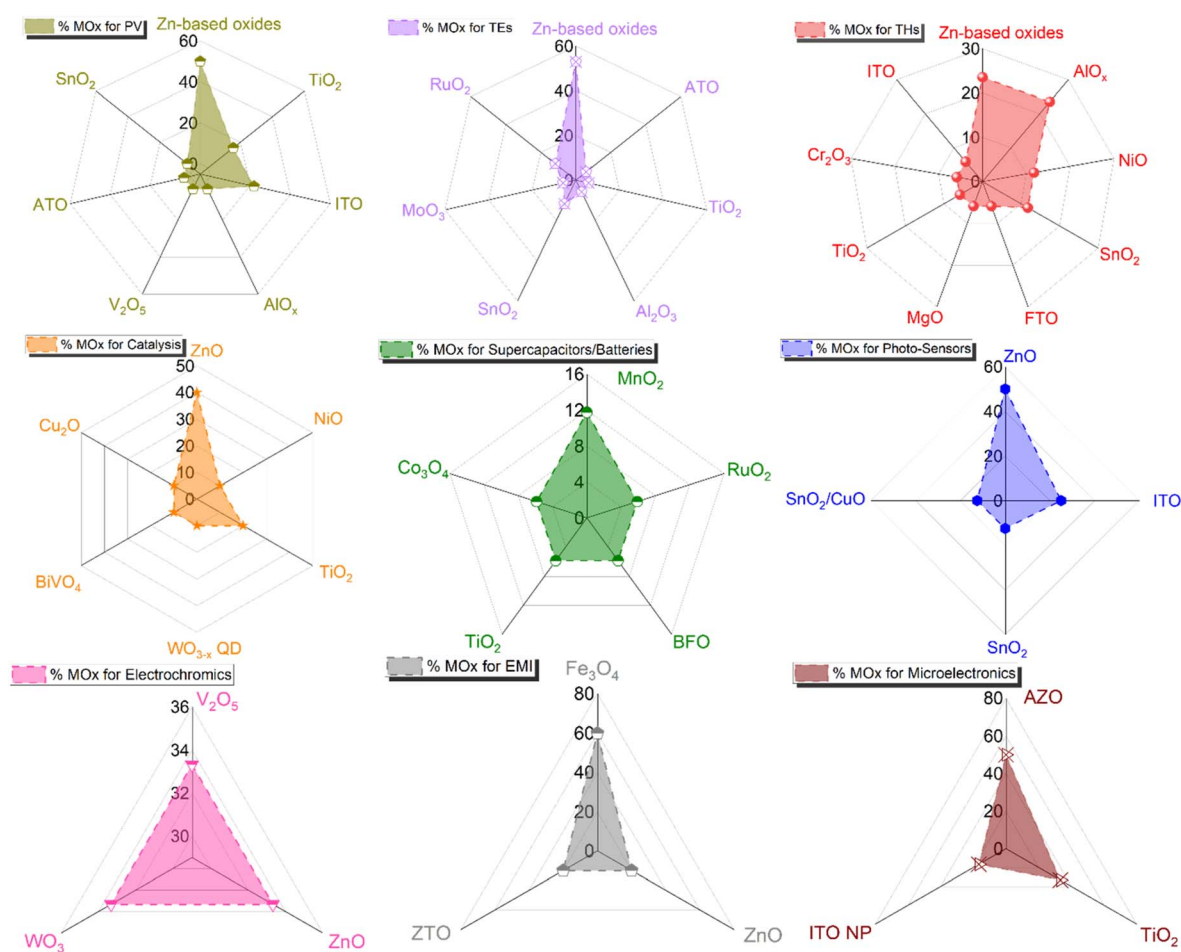 % MOx for PV
Zn-based oxides
60
40
20
0
TiO2
ITO
AlOx
V2O5
ATO
SnO2
% MOx for TEs
Zn-based oxides
60
40
20
0
ATO
TiO2
Al2O3
SnO2
MoO3
RuO2
% MOx for THs
Zn-based oxides
30
20
10
0
AlOx
NiO
SnO2
FTO
MgO
TiO2
Cr2O3
ITO
% MOx for Catalysis
ZnO
50
40
30
20
10
0
NiO
TiO2
WO3-x QD
BiVO4
Cu2O
% MOx for Supercapacitors/Batteries
MnO2
16
12
8
4
0
RuO2
BFO
TiO2
Co3O4
% MOx for Photo-Sensors
ZnO
60
40
20
0
ITO
SnO2
SnO2/CuO
% MOx for Electrochromics
V2O5
36
34
32
30
ZnO
WO3
% MOx for EMI
Fe3O4
80
60
40
20
0
ZnO
ZTO
% MOx for Microelectronics
AZO
80
60
40
20
0
TiO2
ITO NP